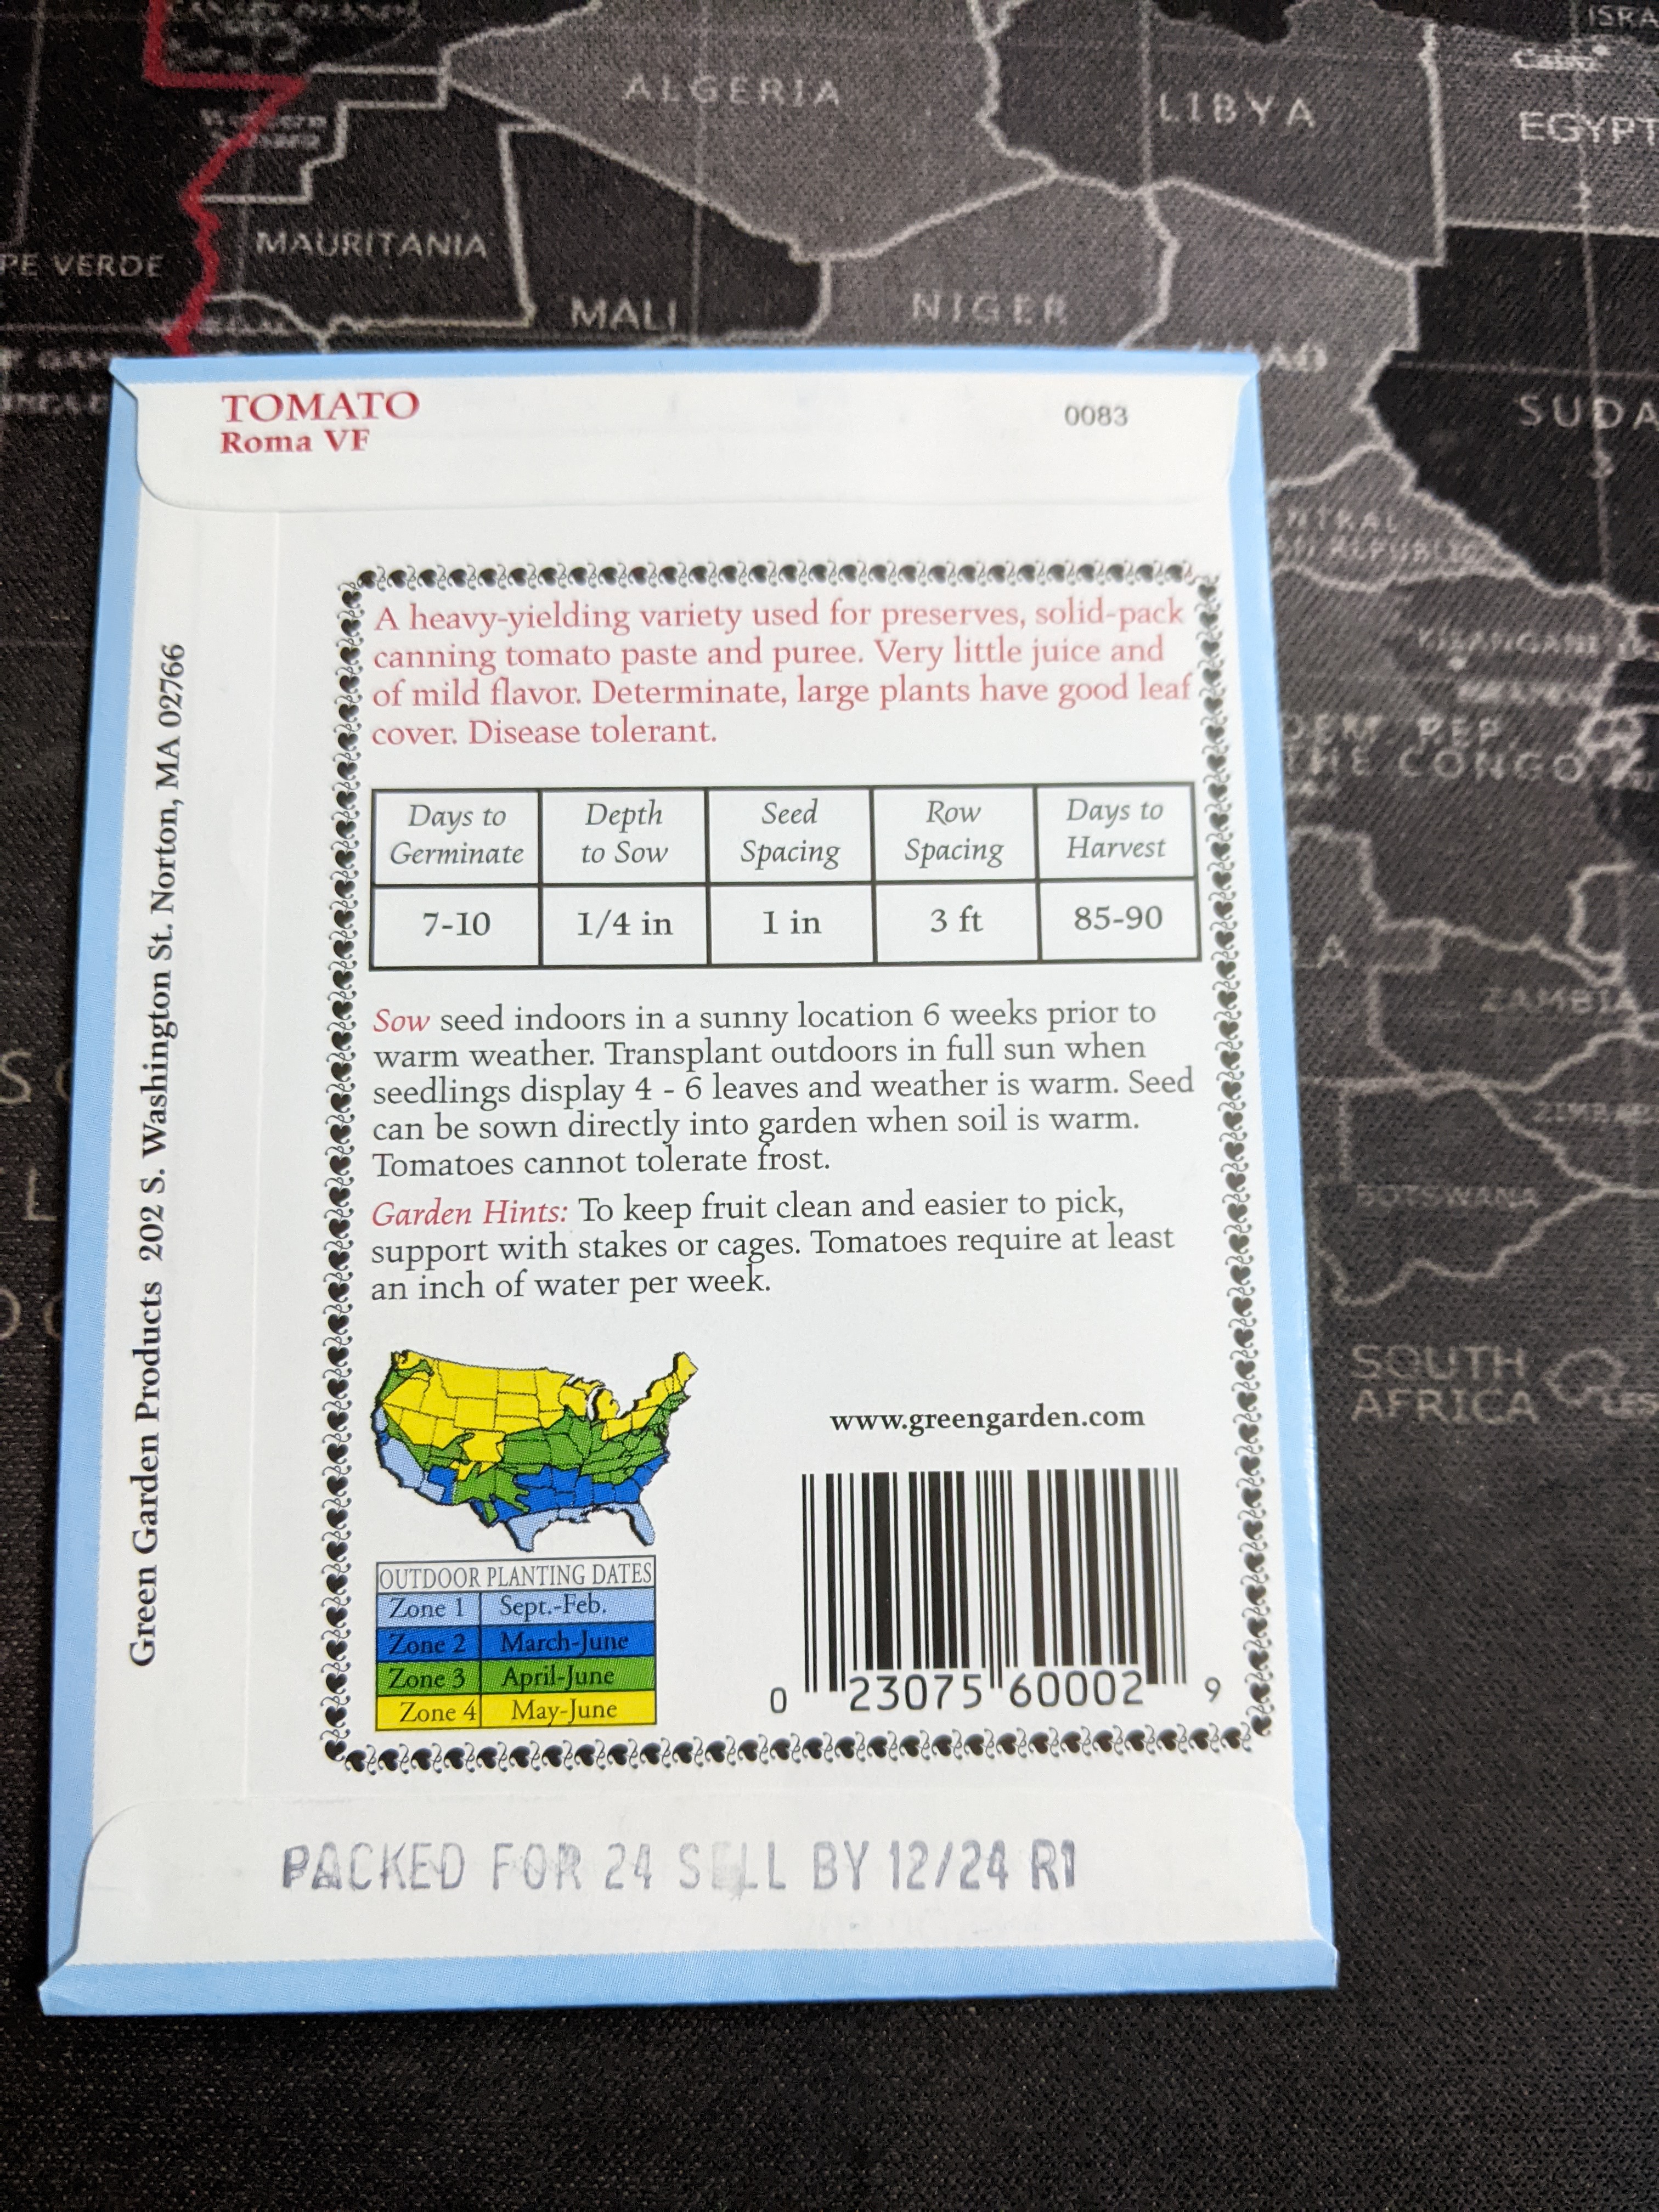 ISRA
Cairo
ALGERIA
LIBYA
EGYPT
MAURITANIA
PE VERDE
MALI
NIGER
SUDA
TOMATO
Roma VF
0083
A heavy-yielding variety used for preserves, solid-pack
canning tomato paste and puree. Very little juice and
of mild flavor. Determinate, large plants have good leaf
cover. Disease tolerant.
Days to Germinate
Depth to Sow
Seed Spacing
Row Spacing
Days to Harvest
7-10
1/4 in
1 in
3 ft
85-90
Sow seed indoors in a sunny location 6 weeks prior to
warm weather. Transplant outdoors in full sun when
seedlings display 4 - 6 leaves and weather is warm. Seed
can be sown directly into garden when soil is warm.
Tomatoes cannot tolerate frost.
Garden Hints: To keep fruit clean and easier to pick,
support with stakes or cages. Tomatoes require at least
an inch of water per week.
www.greengarden.com
OUTDOOR PLANTING DATES
Zone 1 Sept.-Feb.
Zone 2 March-June
Zone 3 April-June
Zone 4 May-June
0 23075 60002 9
PACKED FOR 24 SELL BY 12/24 R1
Green Garden Products 202 S. Washington St. Norton, MA 02766
THE CONGO
ZAMBIA
BOTSWANA
SOUTH
AFRICA
LES